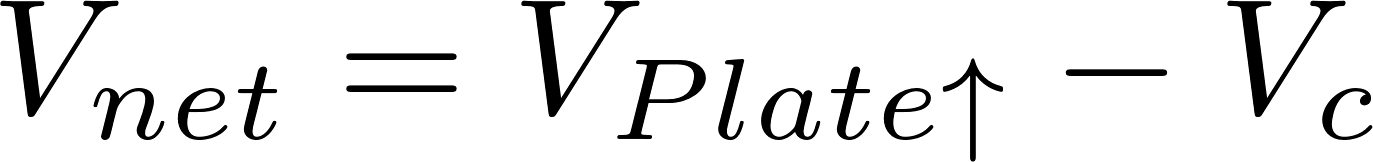 V_{net} = V_{Plate↑} − V_c